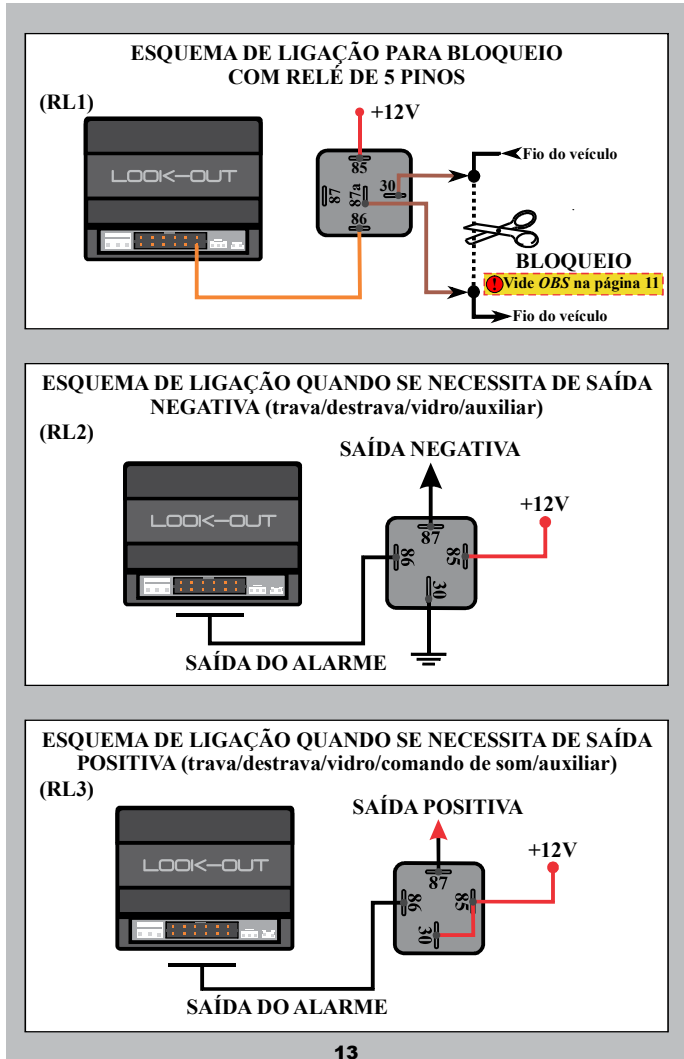 ESQUEMA DE LIGAÇÃO PARA BLOQUEIO
COM RELÉ DE 5 PINOS
(RL1)
+12V
LOOK-OUT
85
87
87a
30
86
Fio do veículo
BLOQUEIO
! Vide OBS na página 11
Fio do veículo
ESQUEMA DE LIGAÇÃO QUANDO SE NECESSITA DE SAÍDA
NEGATIVA (trava/destrava/vidro/auxiliar)
(RL2)
SAÍDA NEGATIVA
+12V
LOOK-OUT
87
86
85
30
SAÍDA DO ALARME
ESQUEMA DE LIGAÇÃO QUANDO SE NECESSITA DE SAÍDA
POSITIVA (trava/destrava/vidro/comando de som/auxiliar)
(RL3)
SAÍDA POSITIVA
+12V
LOOK-OUT
87
86
85
30
SAÍDA DO ALARME
13